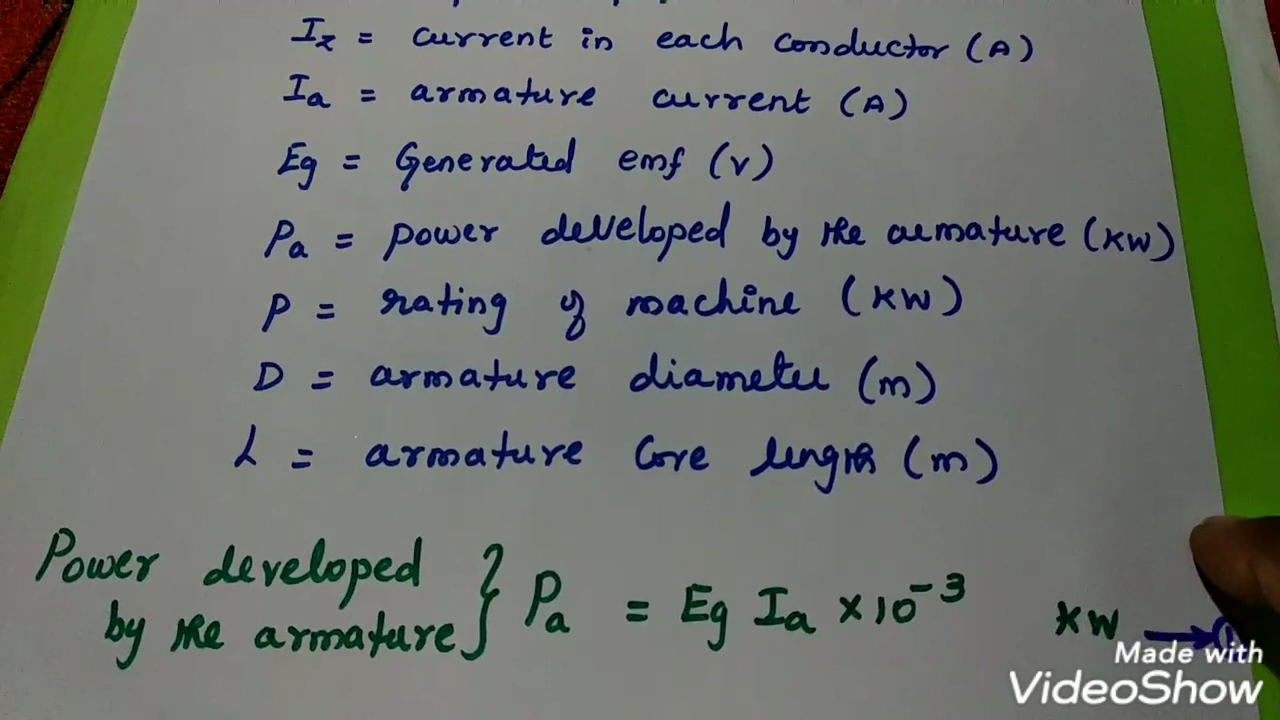 Iz = current in each conductor (A)
Ia = armature current (A)
Eg = Generated emf (V)
Pa = power developed by the armature (KW)
P = rating of machine (KW)
D = armature diameter (m)
L = armature core length (m)
Power developed
by the armature } Pa = Eg Ia × 10⁻³ KW →
Made with
VideoShow